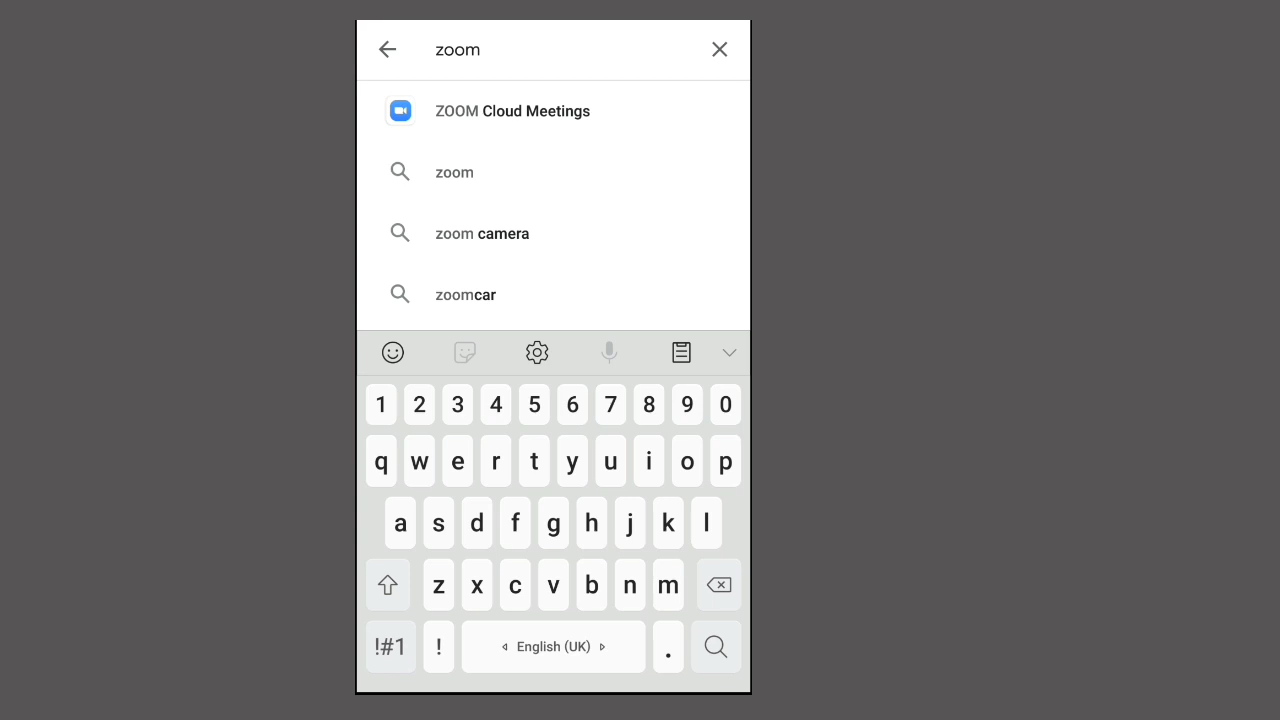 zoom
ZOOM Cloud Meetings
zoom
zoom camera
zoomcar
1 2 3 4 5 6 7 8 9 0
q w e r t y u i o p
a s d f g h j k l
z x c v b n m
!#1 ! English (UK) .